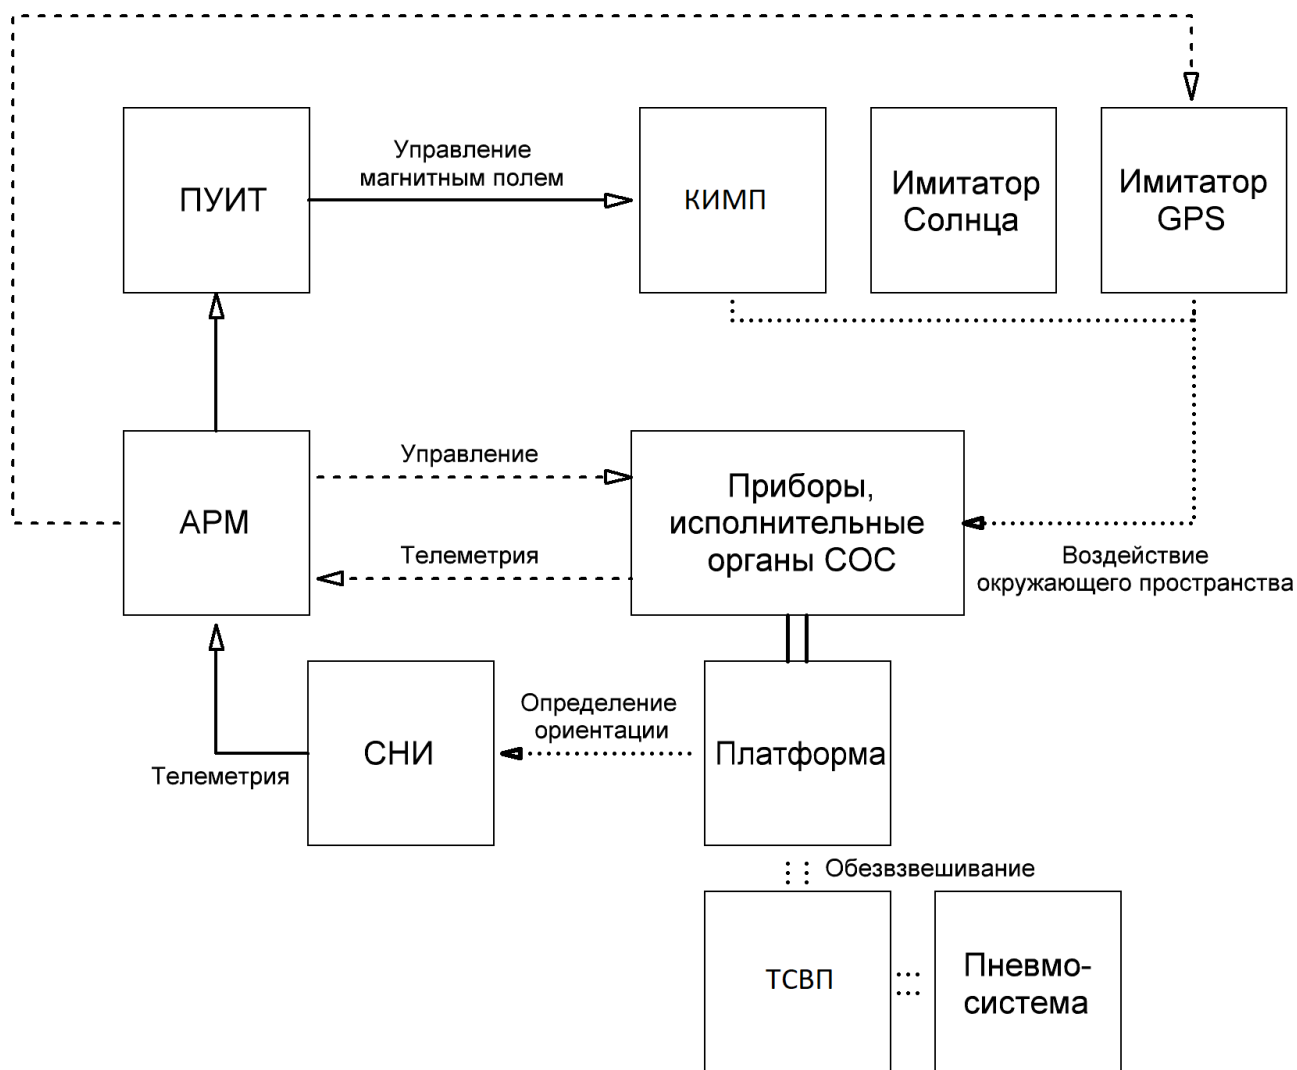 Управление
магнитным полем
ПУИТ
КИМП
Имитатор
Солнца
Имитатор
GPS
АРМ
Управление
Телеметрия
Приборы,
исполнительные
органы СОС
Воздействие
окружающего пространства
Телеметрия
СНИ
Определение
ориентации
Платформа
Обезвзвешивание
ТСВП
Пневмо-
система